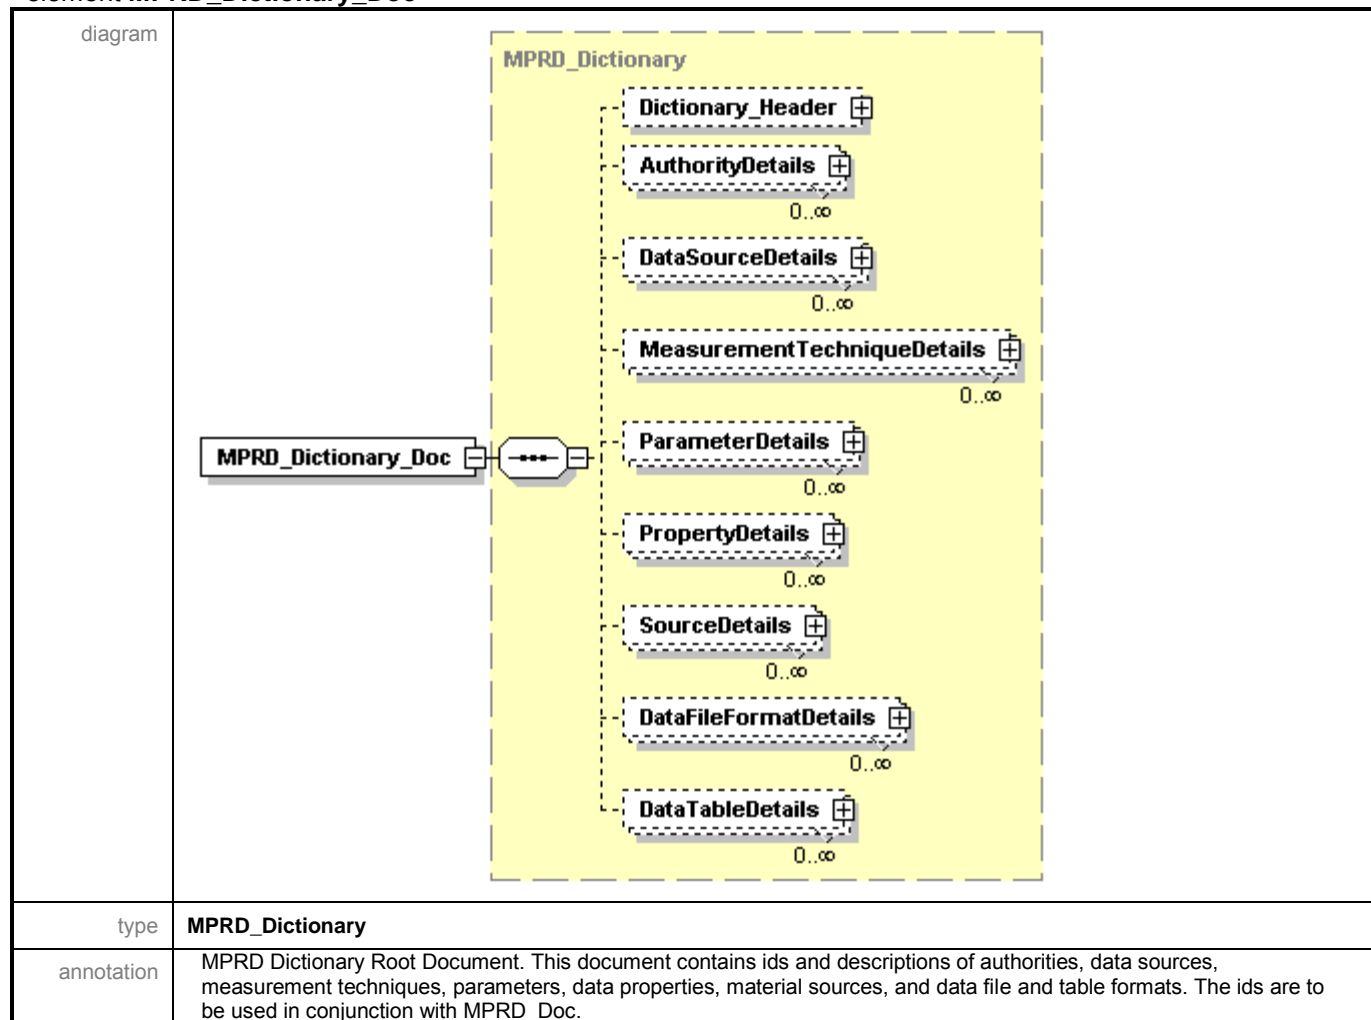 element MPRD_Dictionary_Doc
diagram
MPRD_Dictionary
Dictionary_Header
AuthorityDetails
0..∞
DataSourceDetails
0..∞
MeasurementTechniqueDetails
0..∞
ParameterDetails
0..∞
MPRD_Dictionary_Doc
PropertyDetails
0..∞
SourceDetails
0..∞
DataFileFormatDetails
0..∞
DataTableDetails
0..∞
type
MPRD_Dictionary
annotation
MPRD Dictionary Root Document. This document contains ids and descriptions of authorities, data sources,
measurement techniques, parameters, data properties, material sources, and data file and table formats. The ids are to
be used in conjunction with MPRD_Doc.